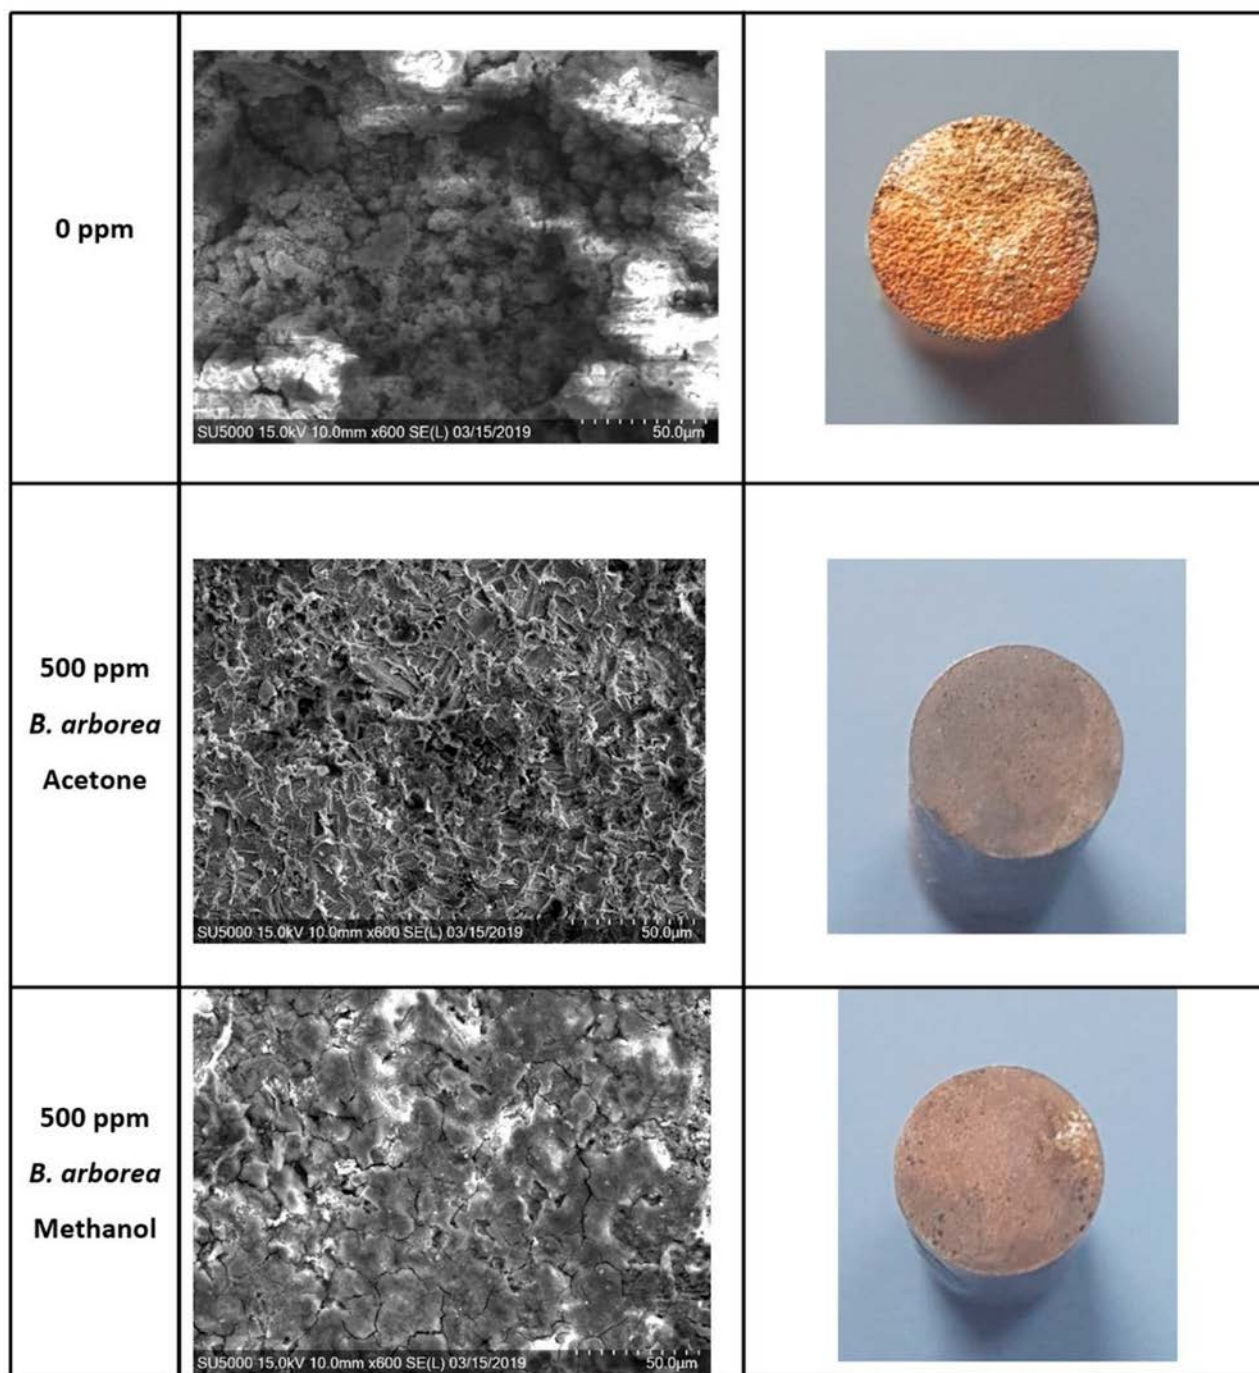 0 ppm
SU5000 15.0kV 10.0mm x600 SE(L) 03/15/2019
50.0µm
500 ppm
B. arborea
Acetone
SU5000 15.0kV 10.0mm x600 SE(L) 03/15/2019
50.0µm
500 ppm
B. arborea
Methanol
SU5000 15.0kV 10.0mm x600 SE(L) 03/15/2019
50.0µm